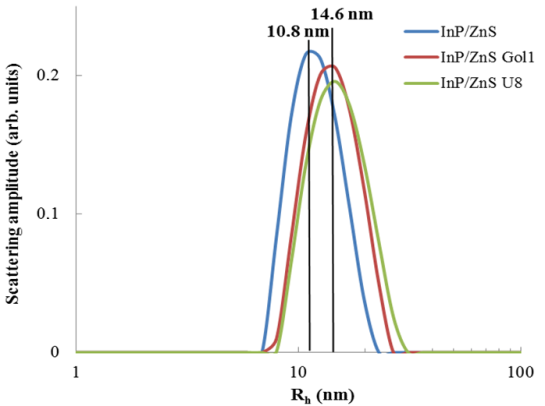 14.6 nm
10.8 nm
InP/ZnS
InP/ZnS Gol1
InP/ZnS U8
Scattering amplitude (arb. units)
0.2
0.1
0
1
10
100
Rh (nm)